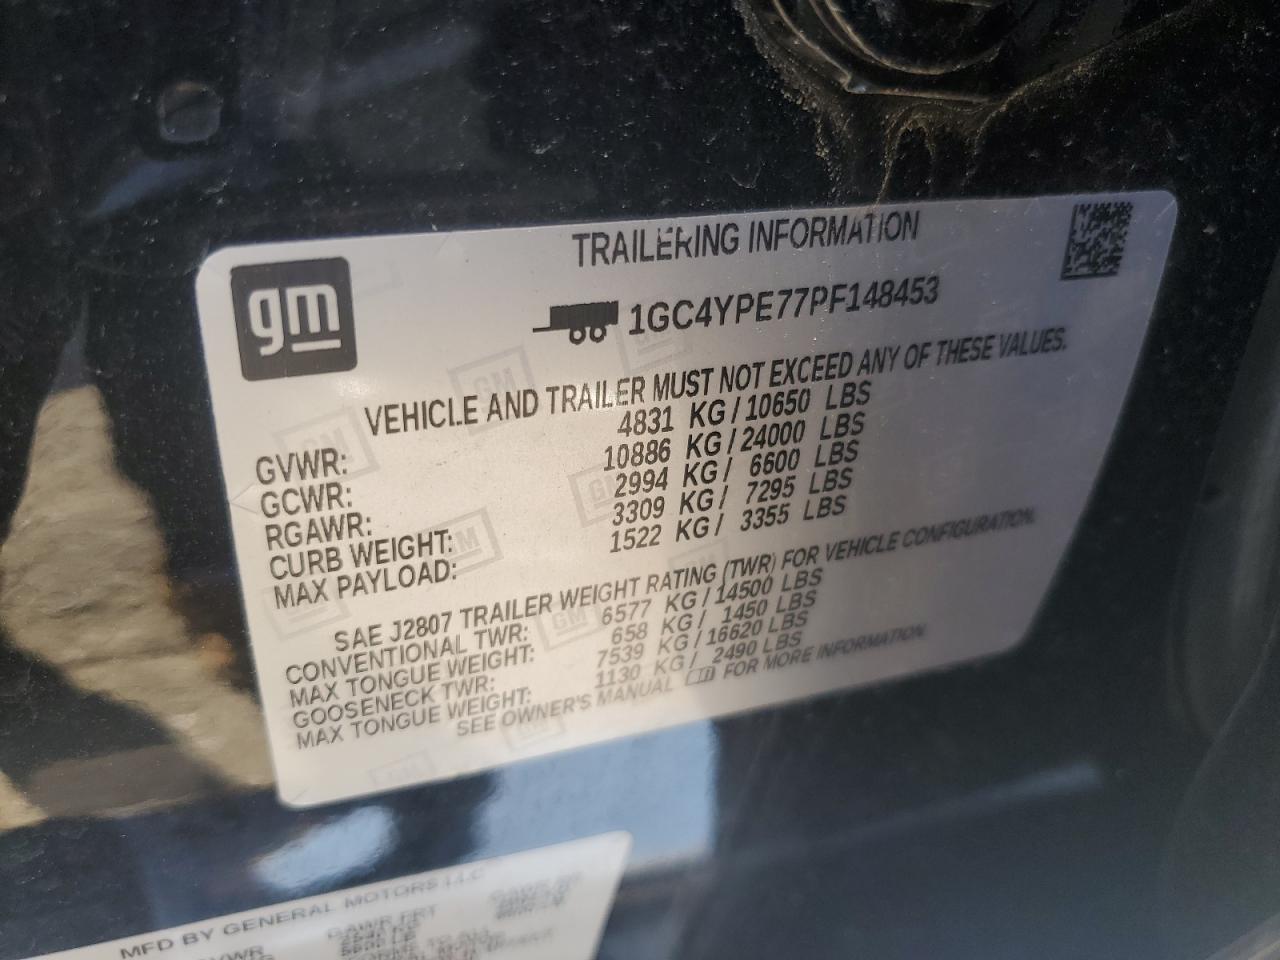 TRAILERING INFORMATION
gm
1GC4YPE77PF148453
VEHICLE AND TRAILER MUST NOT EXCEED ANY OF THESE VALUES.
GVWR: 4831 KG/10650 LBS
GCWR: 10886 KG/24000 LBS
RGAWR: 2994 KG/ 6600 LBS
CURB WEIGHT: 3309 KG/ 7295 LBS
MAX PAYLOAD: 1522 KG/ 3355 LBS
SAE J2807 TRAILER WEIGHT RATING (TWR) FOR VEHICLE CONFIGURATION.
CONVENTIONAL TWR: 6577 KG/14500 LBS
MAX TONGUE WEIGHT: 658 KG/ 1450 LBS
GOOSENECK TWR: 7539 KG/16620 LBS
MAX TONGUE WEIGHT: 1130 KG/ 2490 LBS
SEE OWNER'S MANUAL FOR MORE INFORMATION.
MFD BY GENERAL MOTORS LLC
GAWR FRT